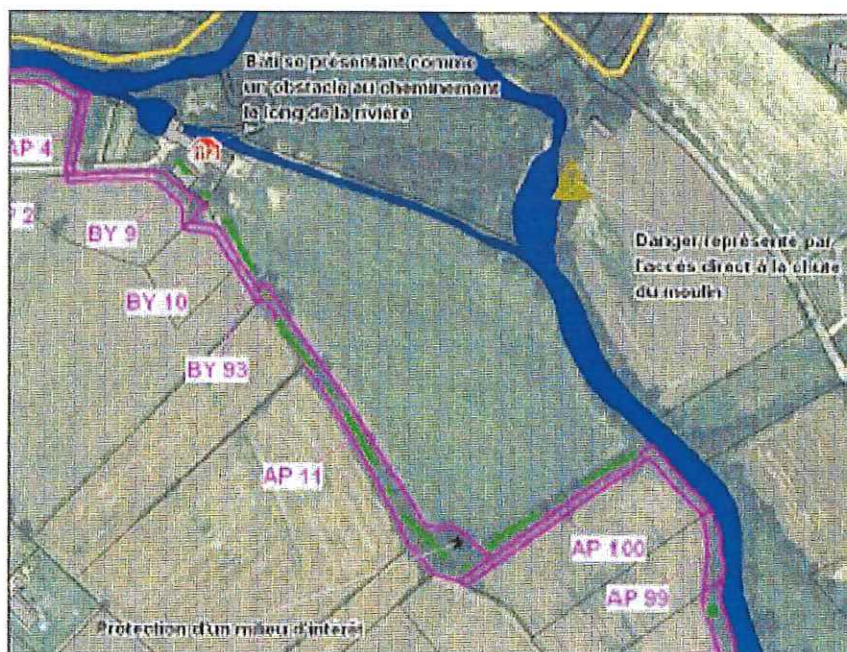 Bâti se présentant comme
un obstacle au cheminement
le long de la rivière
AP 4
BY 9
BY 10
BY 93
Danger représenté par
l'accès direct à la chute
du moulin
AP 11
AP 100
AP 99
Protection d'un milieu d'intérêt